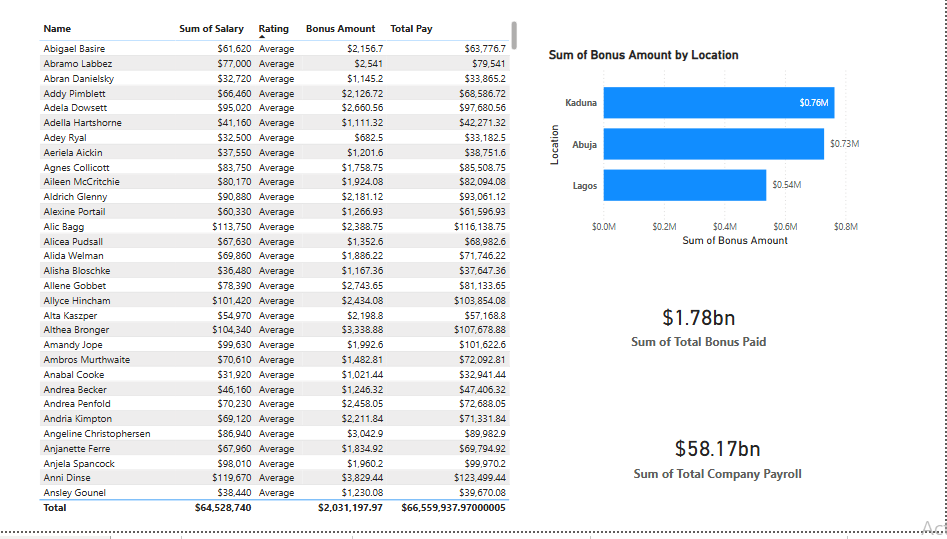 Name Sum of Salary Rating Bonus Amount Total Pay
Abigael Basire $61,620 Average $2,156.7 $63,776.7
Abramo Labbez $77,000 Average $2,541 $79,541
Abran Danielsky $32,720 Average $1,145.2 $33,865.2
Addy Pimblett $66,460 Average $2,126.72 $68,586.72
Adela Dowsett $95,020 Average $2,660.56 $97,680.56
Adella Hartshorne $41,160 Average $1,111.32 $42,271.32
Adey Ryal $32,500 Average $682.5 $33,182.5
Aeriela Aickin $37,550 Average $1,201.6 $38,751.6
Agnes Collicott $83,750 Average $1,758.75 $85,508.75
Aileen McCritchie $80,170 Average $1,924.08 $82,094.08
Aldrich Glenny $90,880 Average $2,181.12 $93,061.12
Alexine Portail $60,330 Average $1,266.93 $61,596.93
Alic Bagg $113,750 Average $2,388.75 $116,138.75
Alicea Pudsall $67,630 Average $1,352.6 $68,982.6
Alida Welman $69,860 Average $1,886.22 $71,746.22
Alisha Bloschke $36,480 Average $1,167.36 $37,647.36
Allene Gobbet $78,390 Average $2,743.65 $81,133.65
Allyce Hincham $101,420 Average $2,434.08 $103,854.08
Alta Kaszper $54,970 Average $2,198.8 $57,168.8
Althea Bronger $104,340 Average $3,338.88 $107,678.88
Amandy Jope $99,630 Average $1,992.6 $101,622.6
Ambros Murthwaite $70,610 Average $1,482.81 $72,092.81
Anabal Cooke $31,920 Average $1,021.44 $32,941.44
Andrea Becker $46,160 Average $1,246.32 $47,406.32
Andrea Penfold $70,230 Average $2,458.05 $72,688.05
Andria Kimpton $69,120 Average $2,211.84 $71,331.84
Angeline Christophersen $86,940 Average $3,042.9 $89,982.9
Anjanette Ferre $67,960 Average $1,834.92 $69,794.92
Anjela Spancock $98,010 Average $1,960.2 $99,970.2
Anni Dinse $119,670 Average $3,829.44 $123,499.44
Ansley Gounel $38,440 Average $1,230.08 $39,670.08
Total $64,528,740 $2,031,197.97 $66,559,937.97000005
Sum of Bonus Amount by Location
Location
Kaduna $0.76M
Abuja $0.73M
Lagos $0.54M
$0.0M $0.2M $0.4M $0.6M $0.8M
Sum of Bonus Amount
$1.78bn
Sum of Total Bonus Paid
$58.17bn
Sum of Total Company Payroll